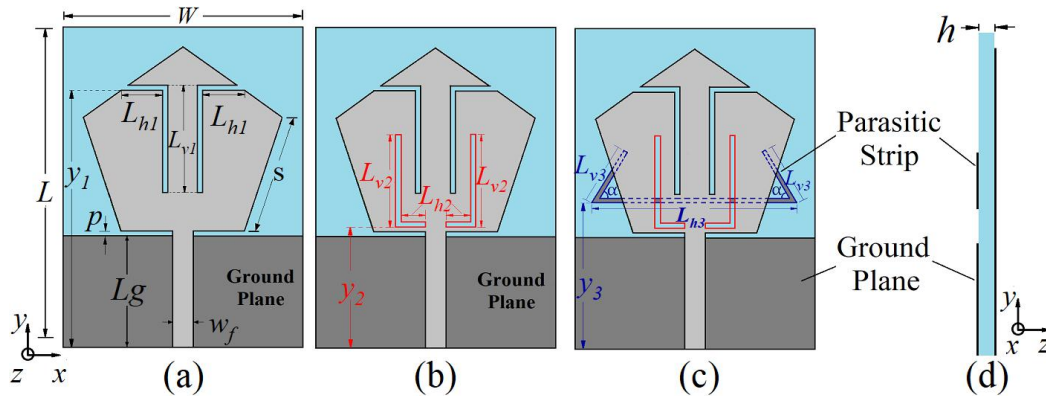 W
L
y1
Lh1
Lv1
Lh1
s
p
Lg
wf
Ground
Plane
y
z
x
(a)
Lv2
Lh2
Lv2
y2
Ground
Plane
(b)
Lv3
α
α
Lv3
Lh3
y3
(c)
Parasitic
Strip
Ground
Plane
h
y
x
z
(d)